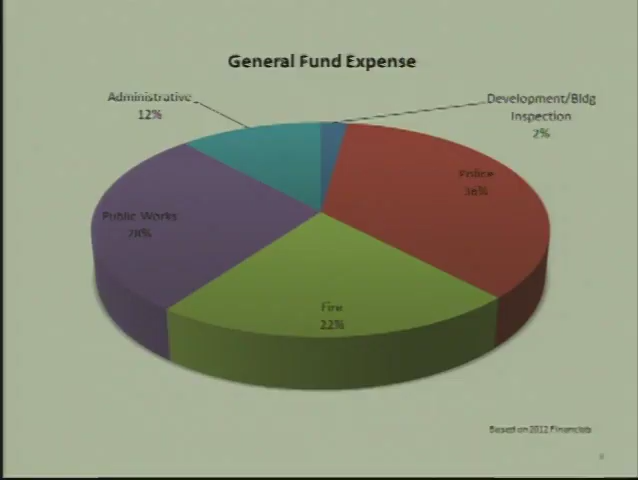 General Fund Expense
Administrative
12%
Development/Bldg
Inspection
2%
Police
36%
Public Works
28%
Fire
22%
Based on 2012 Financials